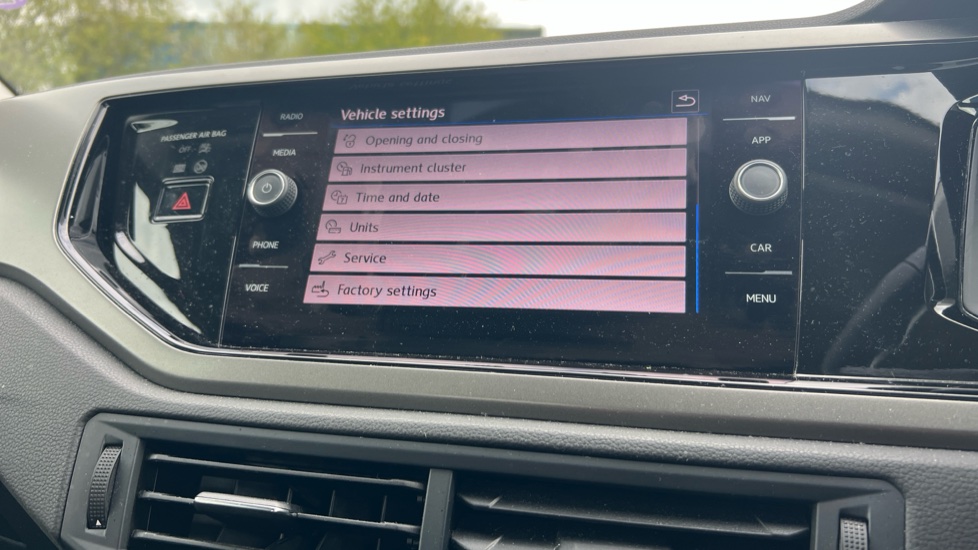 Vehicle settings
Opening and closing
Instrument cluster
Time and date
Units
Service
Factory settings
PASSENGER AIR BAG
RADIO
MEDIA
PHONE
VOICE
NAV
APP
CAR
MENU